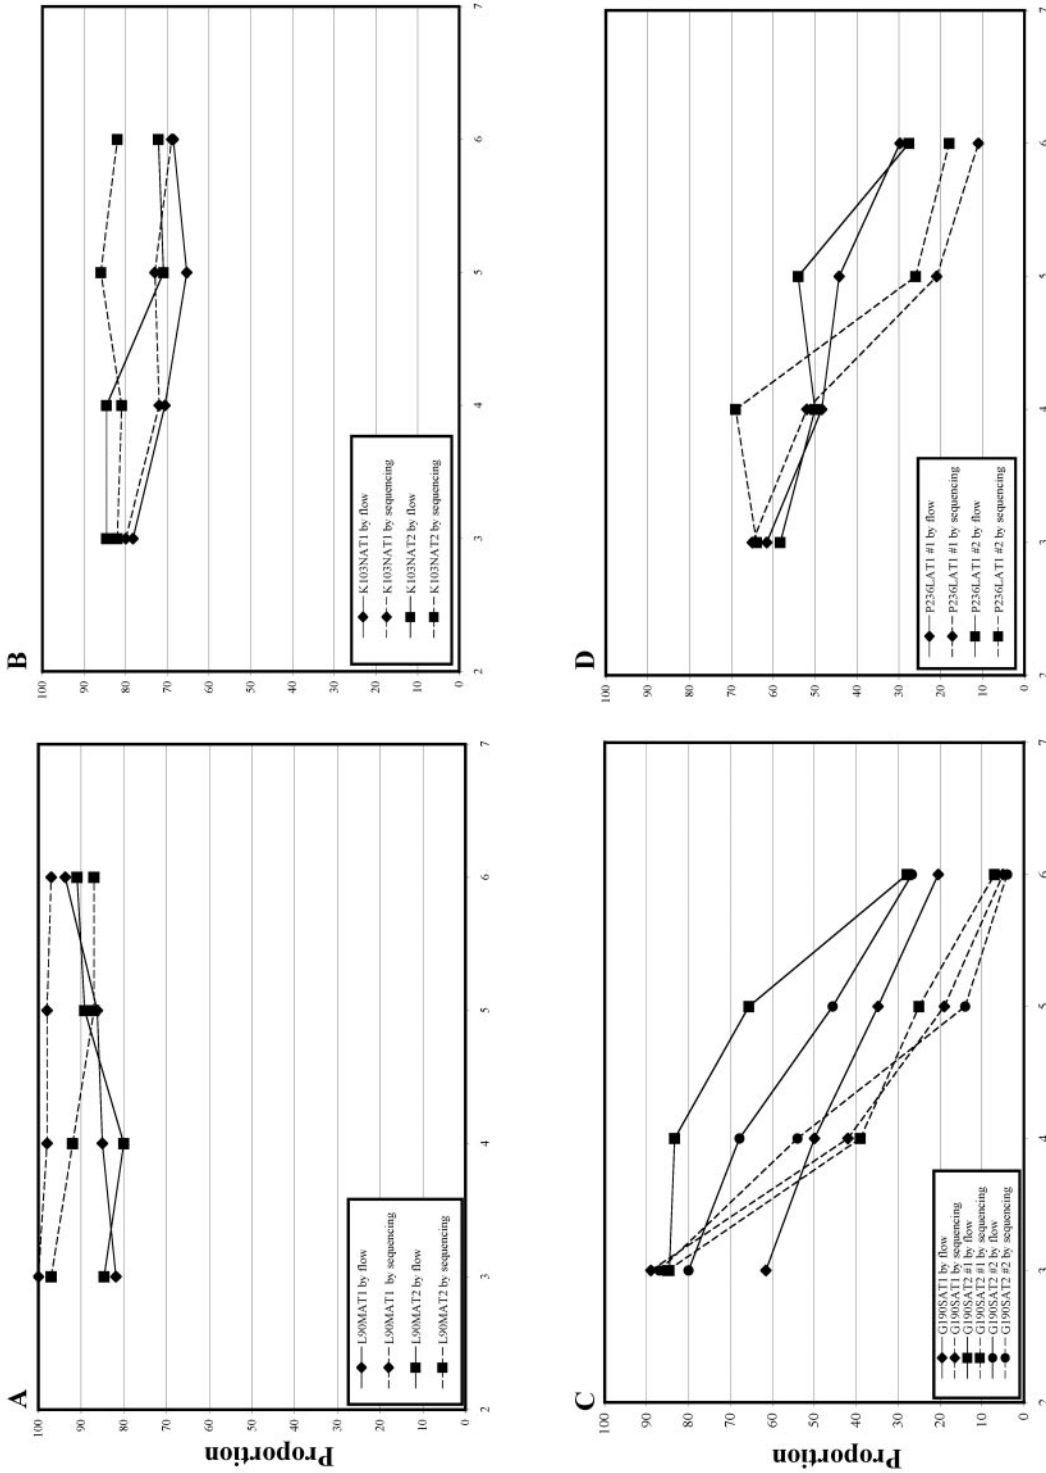 A
100
90
80
70
60
50
40
30
20
10
0
2
3
4
5
6
7
Proportion
L90MAT1 by flow
L90MAT1 by sequencing
L90MAT2 by flow
L90MAT2 by sequencing
B
100
90
80
70
60
50
40
30
20
10
0
2
3
4
5
6
7
K103NAT1 by flow
K103NAT1 by sequencing
K103NAT2 by flow
K103NAT2 by sequencing
C
100
90
80
70
60
50
40
30
20
10
0
2
3
4
5
6
7
Proportion
G190SAT1 by flow
G190SAT1 by sequencing
G190SAT2 #1 by flow
G190SAT2 #1 by sequencing
G190SAT2 #2 by flow
G190SAT2 #2 by sequencing
D
100
90
80
70
60
50
40
30
20
10
0
2
3
4
5
6
7
P236LAT1 #1 by flow
P236LAT1 #1 by sequencing
P236LAT1 #2 by flow
P236LAT1 #2 by sequencing